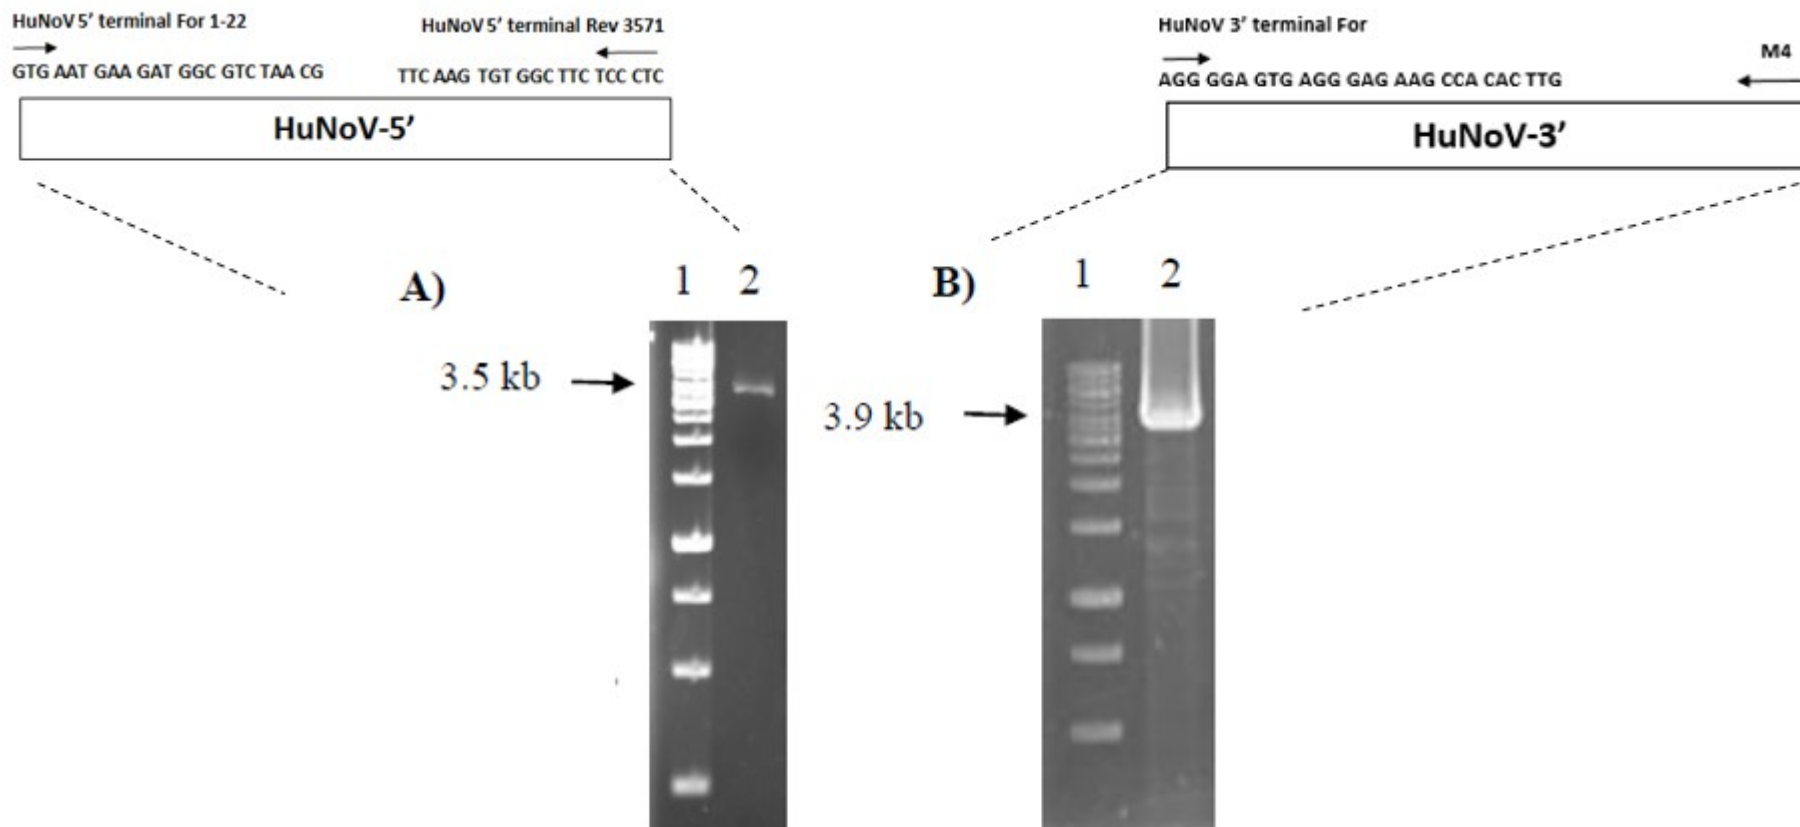 HuNoV 5’ terminal For 1-22
HuNoV 5’ terminal Rev 3571
GTG AAT GAA GAT GGC GTC TAA CG
TTC AAG TGT GGC TTC TCC CTC
HuNoV-5’
HuNoV 3’ terminal For
M4
AGG GGA GTG AGG GAG AAG CCA CAC TTG
HuNoV-3’
A)
1 2
3.5 kb
B)
1 2
3.9 kb